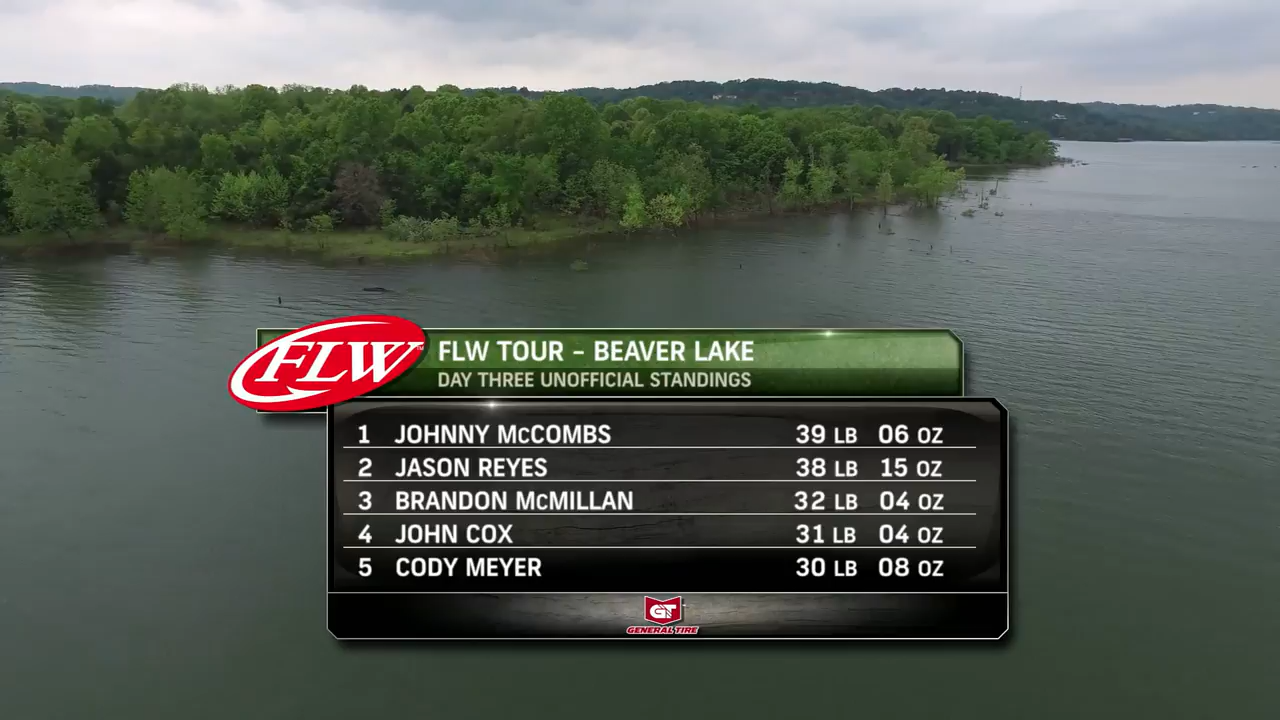 FLW
FLW TOUR - BEAVER LAKE
DAY THREE UNOFFICIAL STANDINGS
1 JOHNNY McCOMBS 39 LB 06 OZ
2 JASON REYES 38 LB 15 OZ
3 BRANDON McMILLAN 32 LB 04 OZ
4 JOHN COX 31 LB 04 OZ
5 CODY MEYER 30 LB 08 OZ
GT
GENERAL TIRE